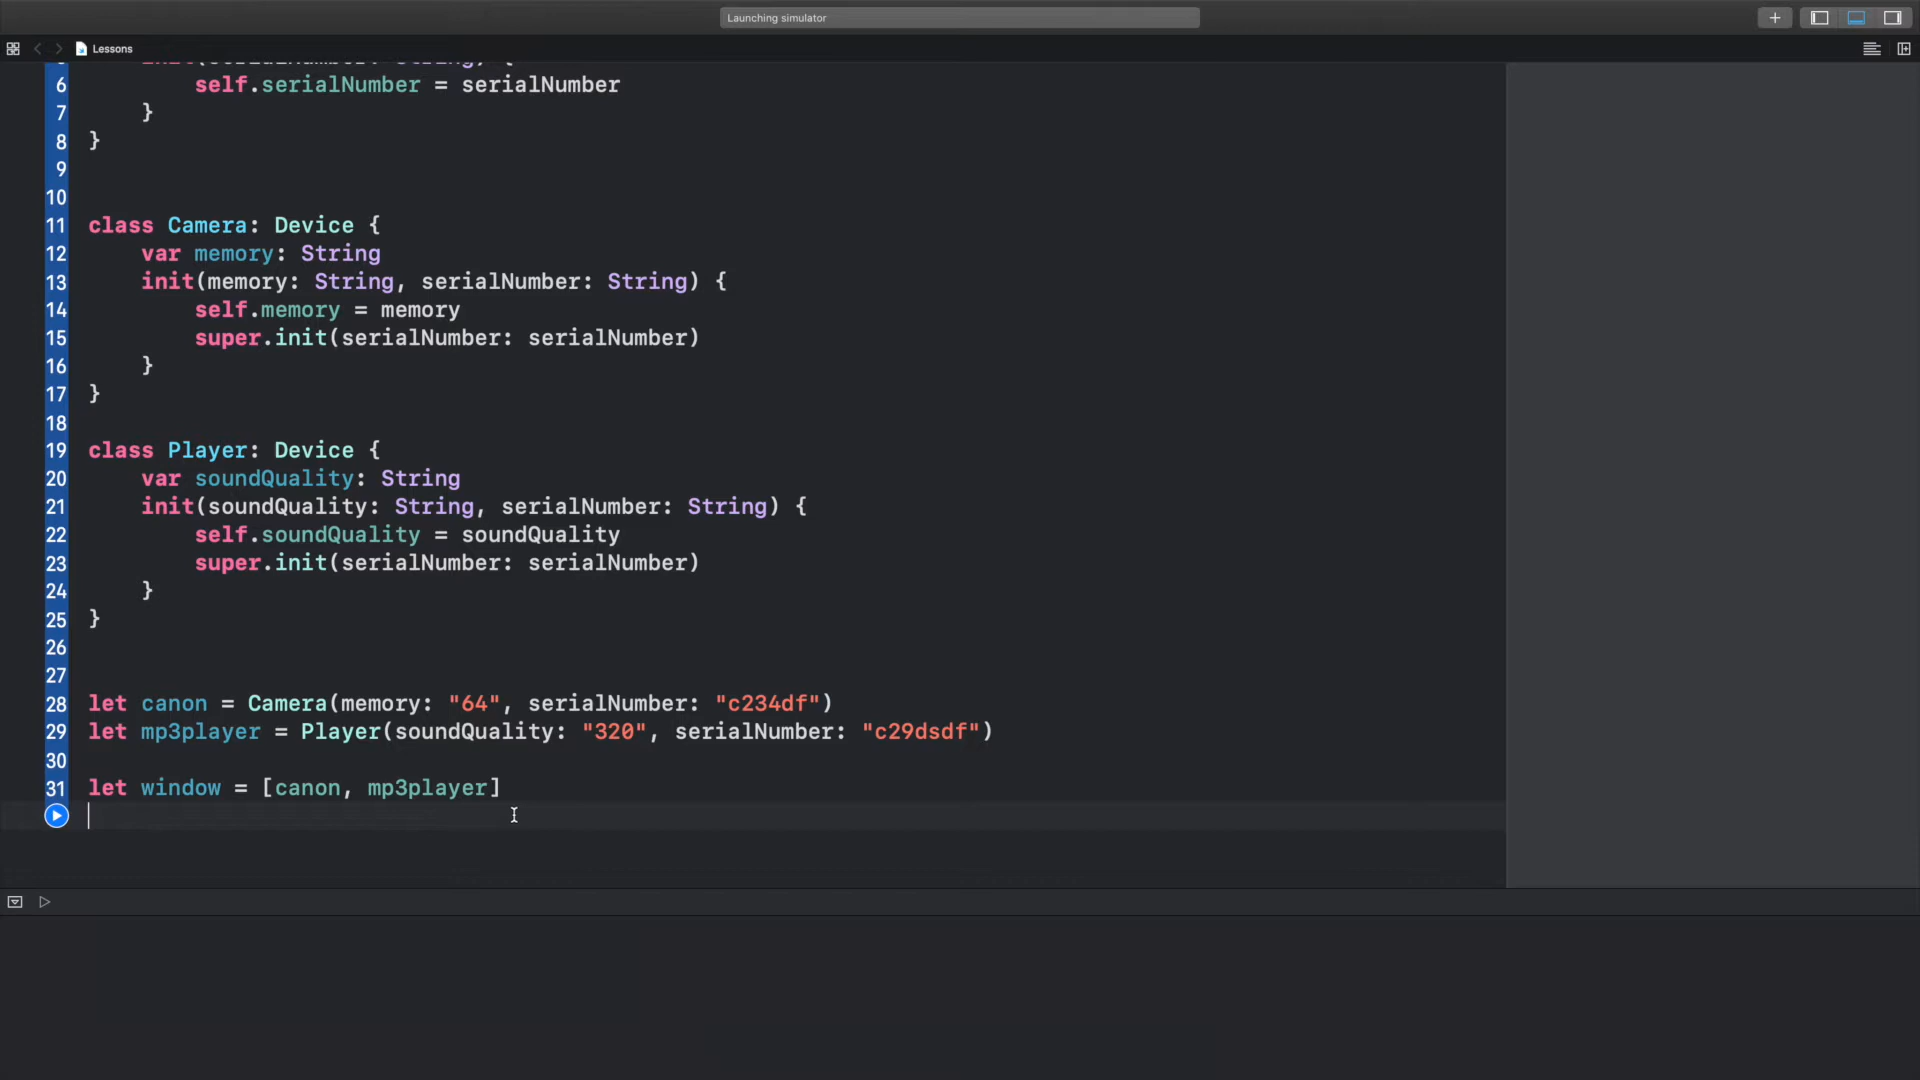 Launching simulator
Lessons
6 self.serialNumber = serialNumber
7 }
8 }
9
10
11 class Camera: Device {
12 var memory: String
13 init(memory: String, serialNumber: String) {
14 self.memory = memory
15 super.init(serialNumber: serialNumber)
16 }
17 }
18
19 class Player: Device {
20 var soundQuality: String
21 init(soundQuality: String, serialNumber: String) {
22 self.soundQuality = soundQuality
23 super.init(serialNumber: serialNumber)
24 }
25 }
26
27
28 let canon = Camera(memory: "64", serialNumber: "c234df")
29 let mp3player = Player(soundQuality: "320", serialNumber: "c29dsdf")
30
31 let window = [canon, mp3player]